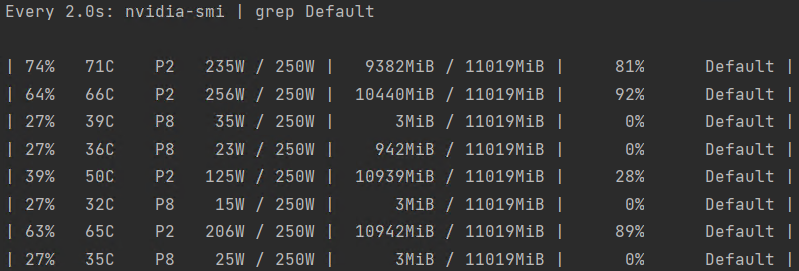 Every 2.0s: nvidia-smi | grep Default
| 74%   71C    P2   235W / 250W |   9382MiB / 11019MiB |     81%      Default |
| 64%   66C    P2   256W / 250W |  10440MiB / 11019MiB |     92%      Default |
| 27%   39C    P8    35W / 250W |      3MiB / 11019MiB |      0%      Default |
| 27%   36C    P8    23W / 250W |    942MiB / 11019MiB |      0%      Default |
| 39%   50C    P2   125W / 250W |  10939MiB / 11019MiB |     28%      Default |
| 27%   32C    P8    15W / 250W |      3MiB / 11019MiB |      0%      Default |
| 63%   65C    P2   206W / 250W |  10942MiB / 11019MiB |     89%      Default |
| 27%   35C    P8    25W / 250W |      3MiB / 11019MiB |      0%      Default |